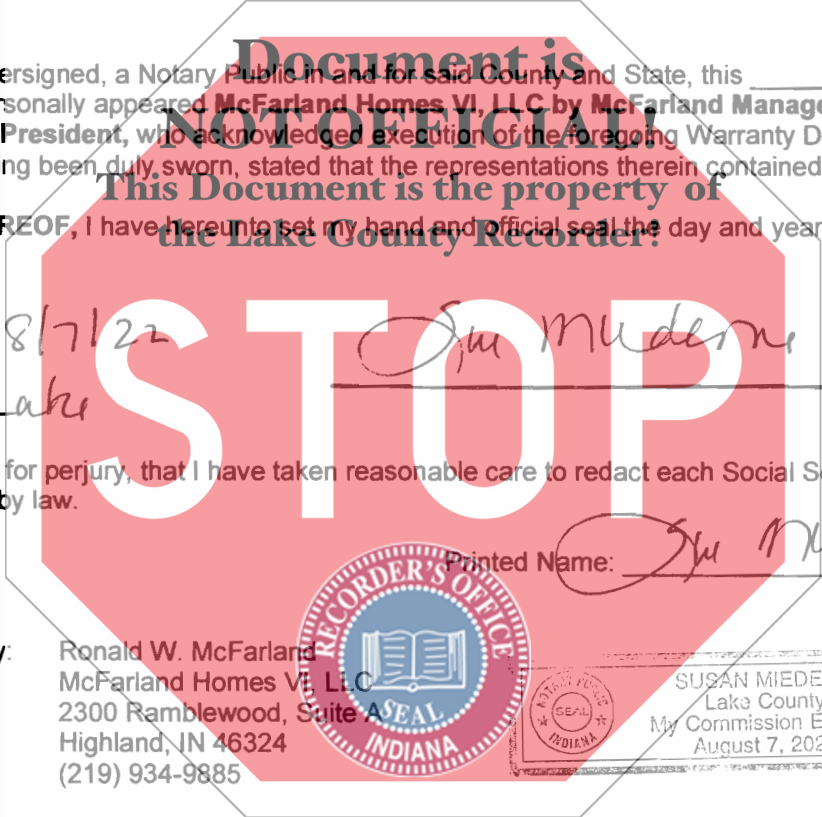 Document is
NOT OFFICIAL!
This Document is the property of
the Lake County Recorder!
STOP
ersigned, a Notary Public in and for said County and State, this
sonally appeared McFarland Homes VI, LLC by McFarland Manage
President, who acknowledged execution of the foregoing Warranty D
ng been duly sworn, stated that the representations therein contained
REOF, I have hereunto set my hand and official seal the day and year
8/7/22
ake
for perjury, that I have taken reasonable care to redact each Social S
by law.
Printed Name:
y: Ronald W. McFarland
McFarland Homes VI, LLC
2300 Ramblewood, Suite A
Highland, IN 46324
(219) 934-9885
RECORDER'S OFFICE
SEAL
INDIANA
NOTARY PUBLIC
SEAL
INDIANA
SUSAN MIEDE
Lake County
My Commission E
August 7, 202